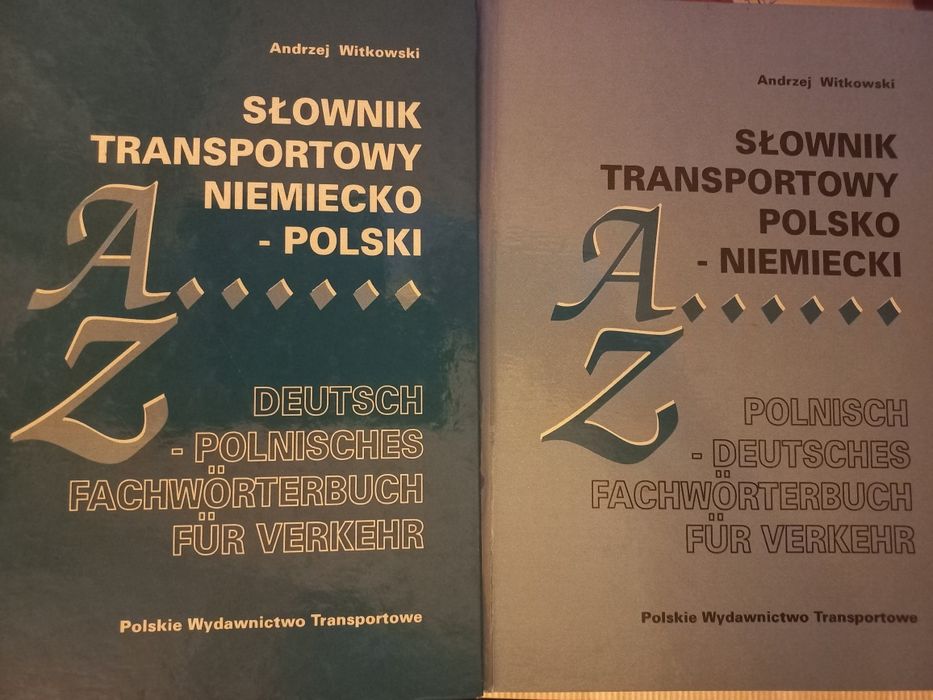 Andrzej Witkowski
SŁOWNIK
TRANSPORTOWY
NIEMIECKO
- POLSKI
A
Z
DEUTSCH
- POLNISCHES
FACHWÖRTERBUCH
FÜR VERKEHR
Polskie Wydawnictwo Transportowe
Andrzej Witkowski
SŁOWNIK
TRANSPORTOWY
POLSKO
- NIEMIECKI
A
Z
POLNISCH
- DEUTSCHES
FACHWÖRTERBUCH
FÜR VERKEHR
Polskie Wydawnictwo Transportowe